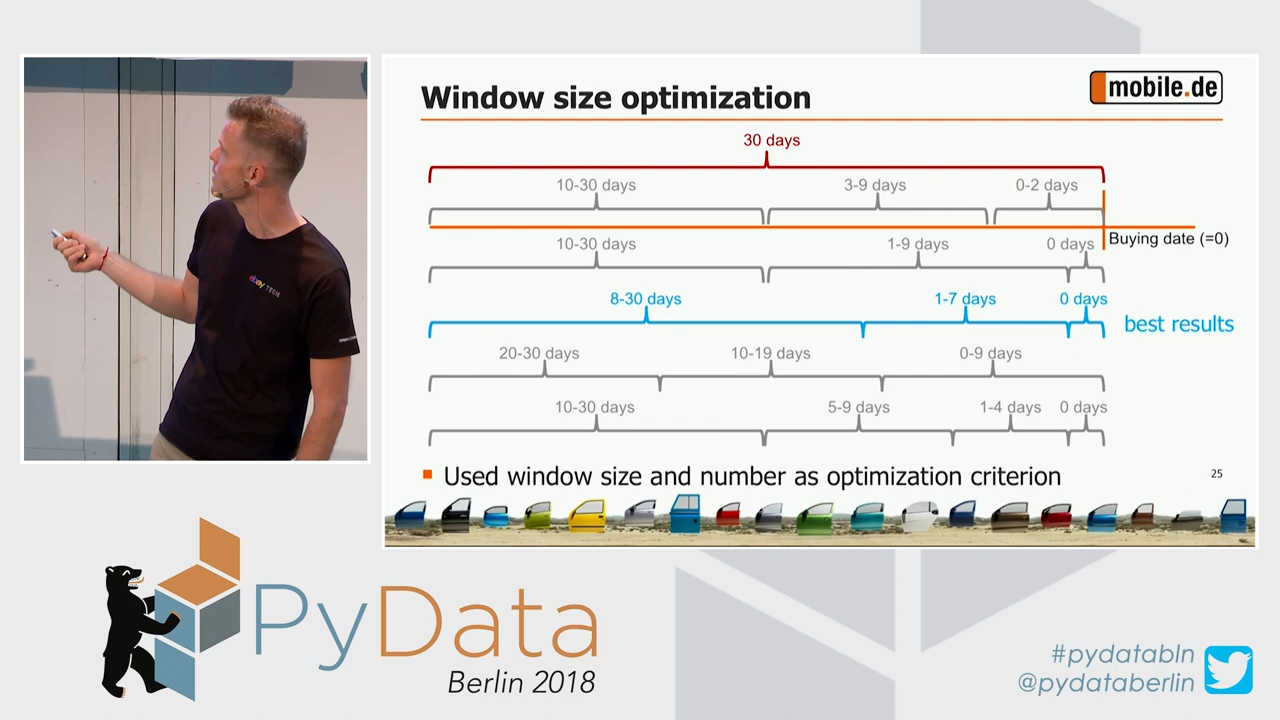 Window size optimization
mobile.de
30 days
10-30 days 3-9 days 0-2 days
Buying date (=0)
10-30 days 1-9 days 0 days
8-30 days 1-7 days 0 days
best results
20-30 days 10-19 days 0-9 days
10-30 days 5-9 days 1-4 days 0 days
Used window size and number as optimization criterion
25
ebay TECH
PyData
Berlin 2018
#pydatabln
@pydataberlin